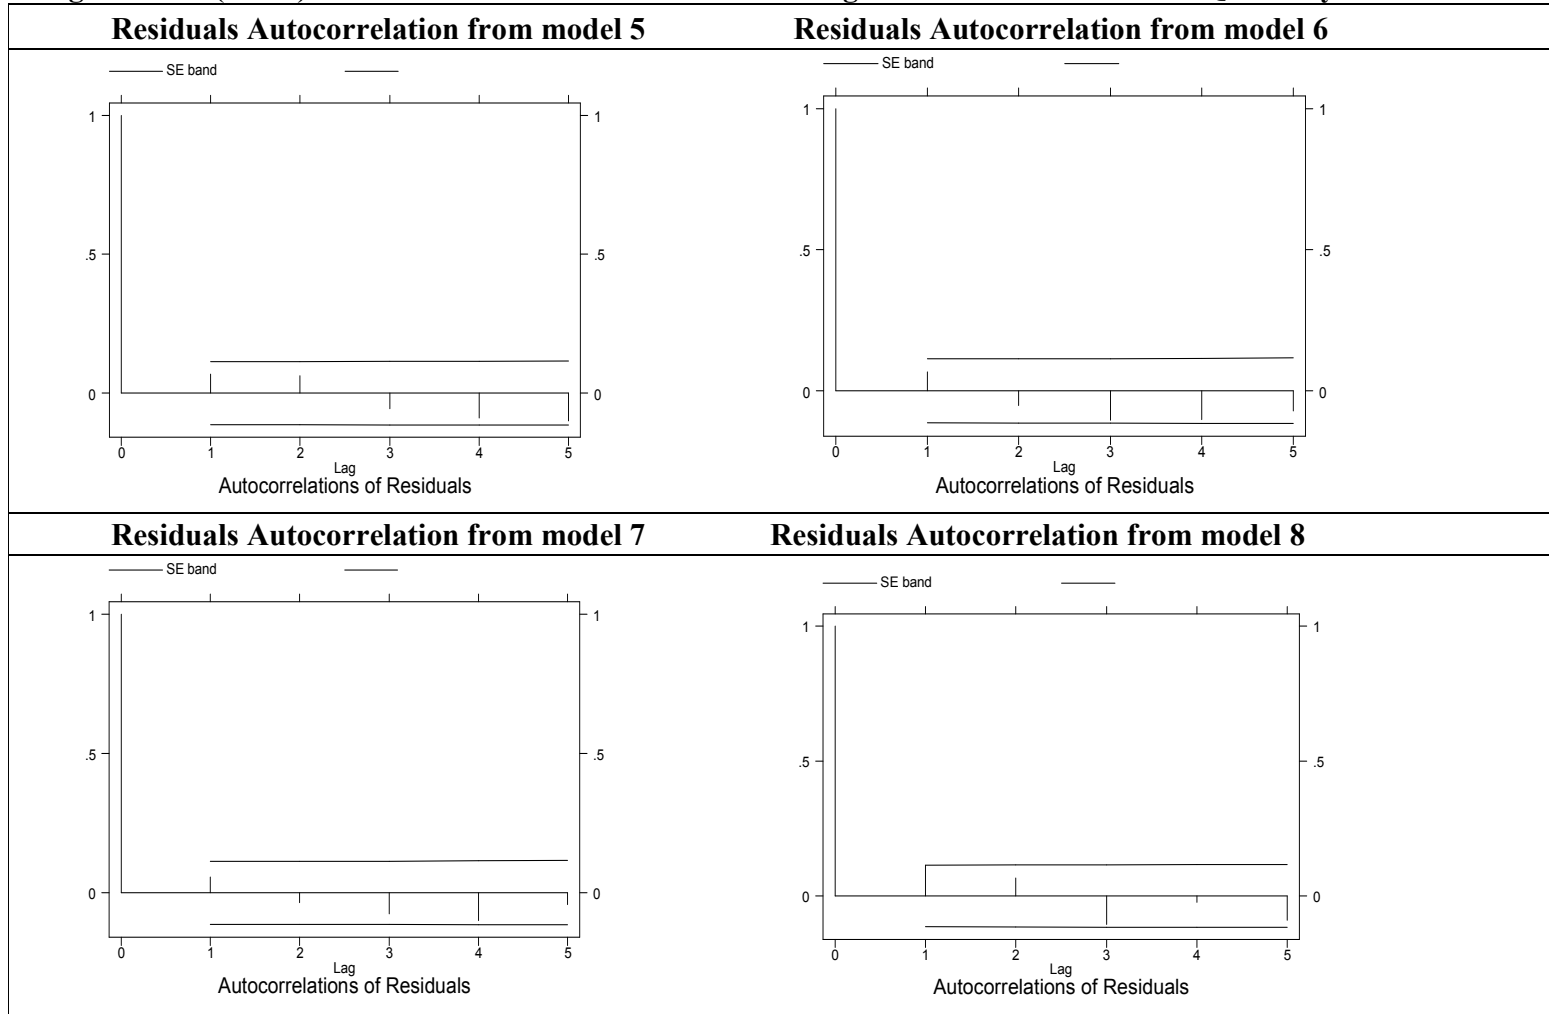 Residuals Autocorrelation from model 5
Residuals Autocorrelation from model 6
SE band
1
.5
0
1
.5
0
0 1 2 3 4 5
Lag
Autocorrelations of Residuals
SE band
1
.5
0
1
.5
0
0 1 2 3 4 5
Lag
Autocorrelations of Residuals
Residuals Autocorrelation from model 7
Residuals Autocorrelation from model 8
SE band
1
.5
0
1
.5
0
0 1 2 3 4 5
Lag
Autocorrelations of Residuals
SE band
1
.5
0
1
.5
0
0 1 2 3 4 5
Lag
Autocorrelations of Residuals